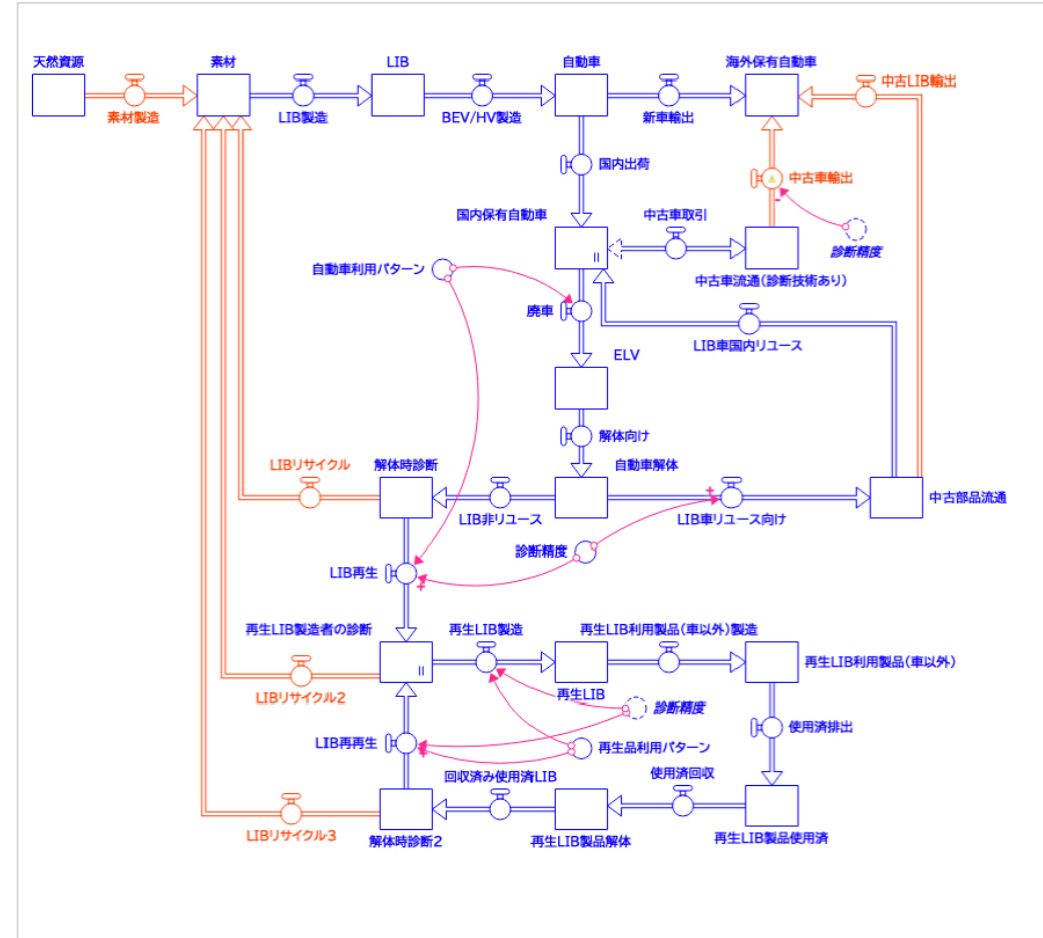 天然資源
素材
LIB
自動車
海外保有自動車
中古LIB輸出
素材製造
LIB製造
BEV/HV製造
新車輸出
国内出荷
中古車輸出
-
国内保有自動車
中古車取引
診断精度
自動車利用パターン
中古車流通(診断技術あり)
廃車
LIB車国内リユース
ELV
解体向け
LIBリサイクル
解体時診断
自動車解体
+
中古部品流通
LIB非リユース
LIB車リユース向け
診断精度
LIB再生
+
再生LIB製造者の診断
再生LIB製造
再生LIB利用製品(車以外)製造
再生LIB利用製品(車以外)
LIBリサイクル2
再生LIB
診断精度
使用済排出
LIB再再生
+
再生品利用パターン
回収済み使用済LIB
使用済回収
LIBリサイクル3
解体時診断2
再生LIB製品解体
再生LIB製品使用済